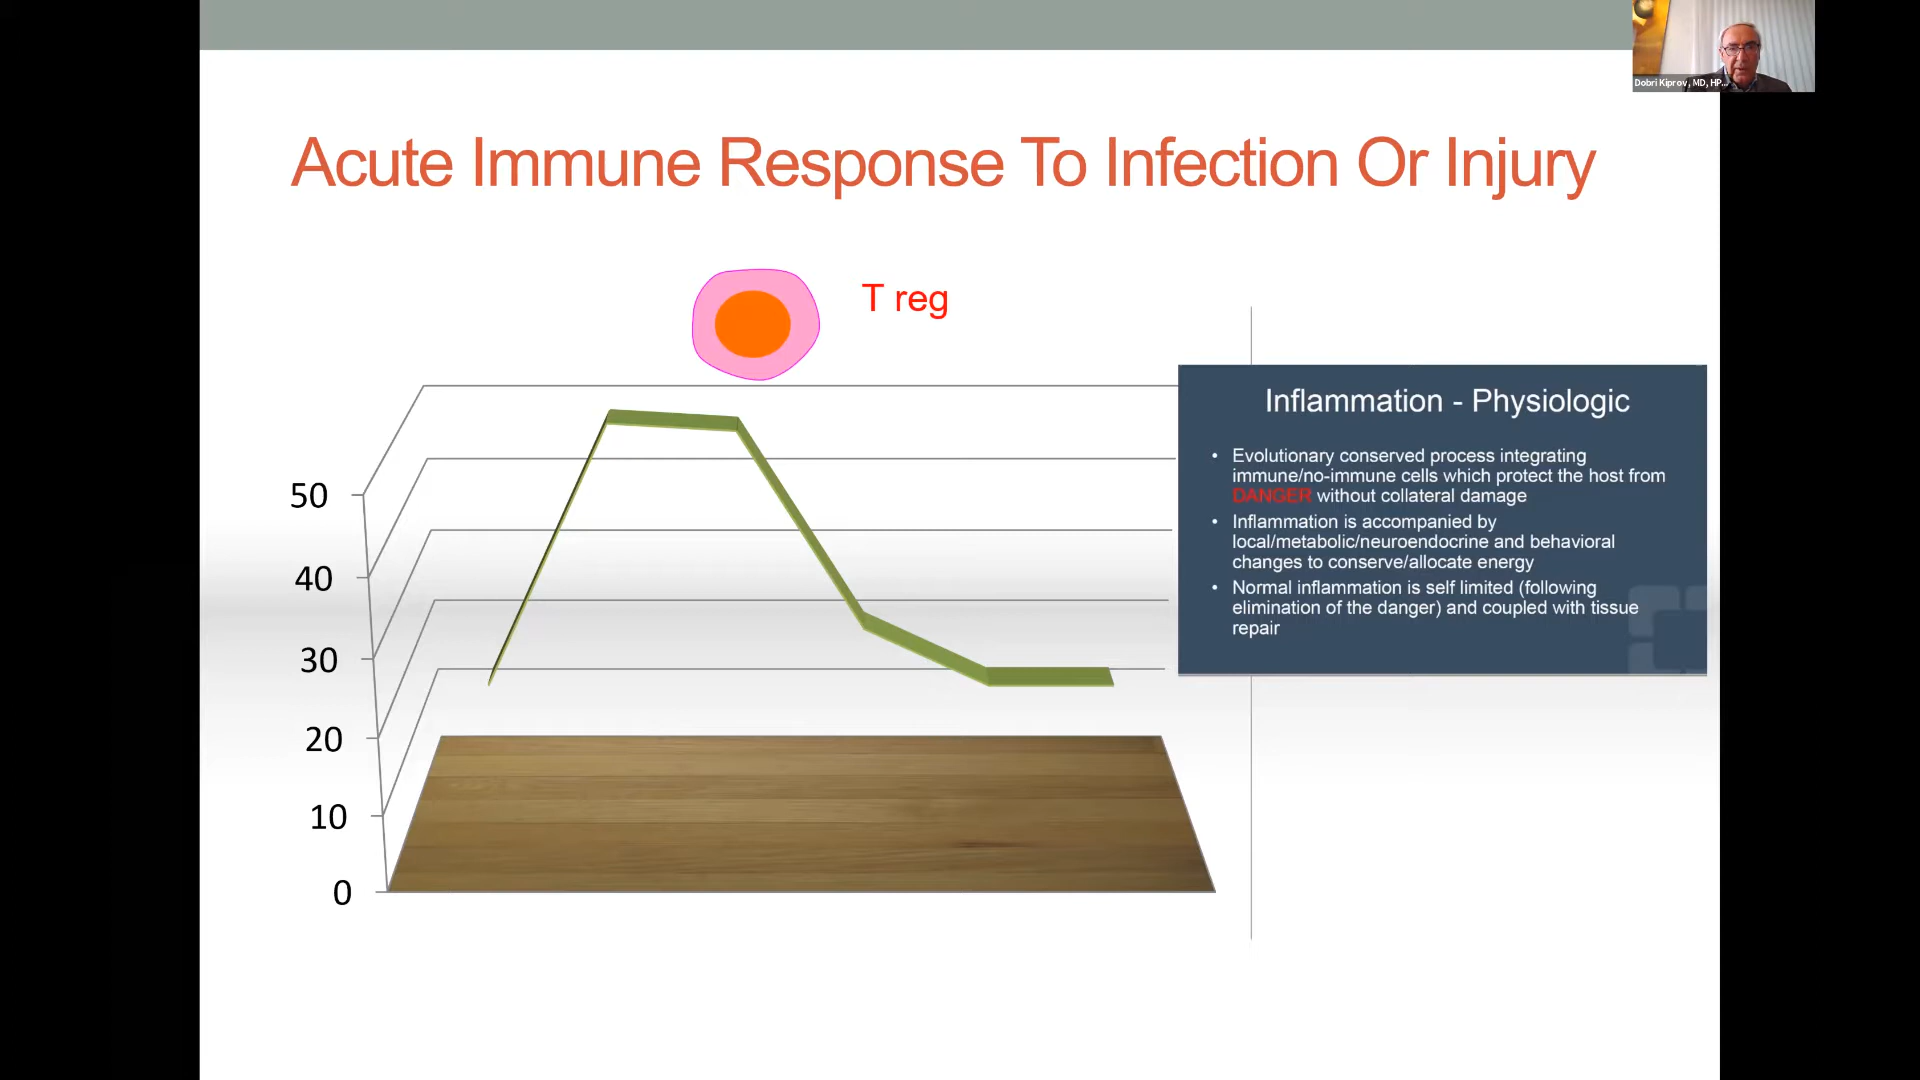 Dobri Kiprov, MD, HP...
Acute Immune Response To Infection Or Injury
T reg
50
40
30
20
10
0
Inflammation - Physiologic
• Evolutionary conserved process integrating
immune/no-immune cells which protect the host from
DANGER without collateral damage
• Inflammation is accompanied by
local/metabolic/neuroendocrine and behavioral
changes to conserve/allocate energy
• Normal inflammation is self limited (following
elimination of the danger) and coupled with tissue
repair